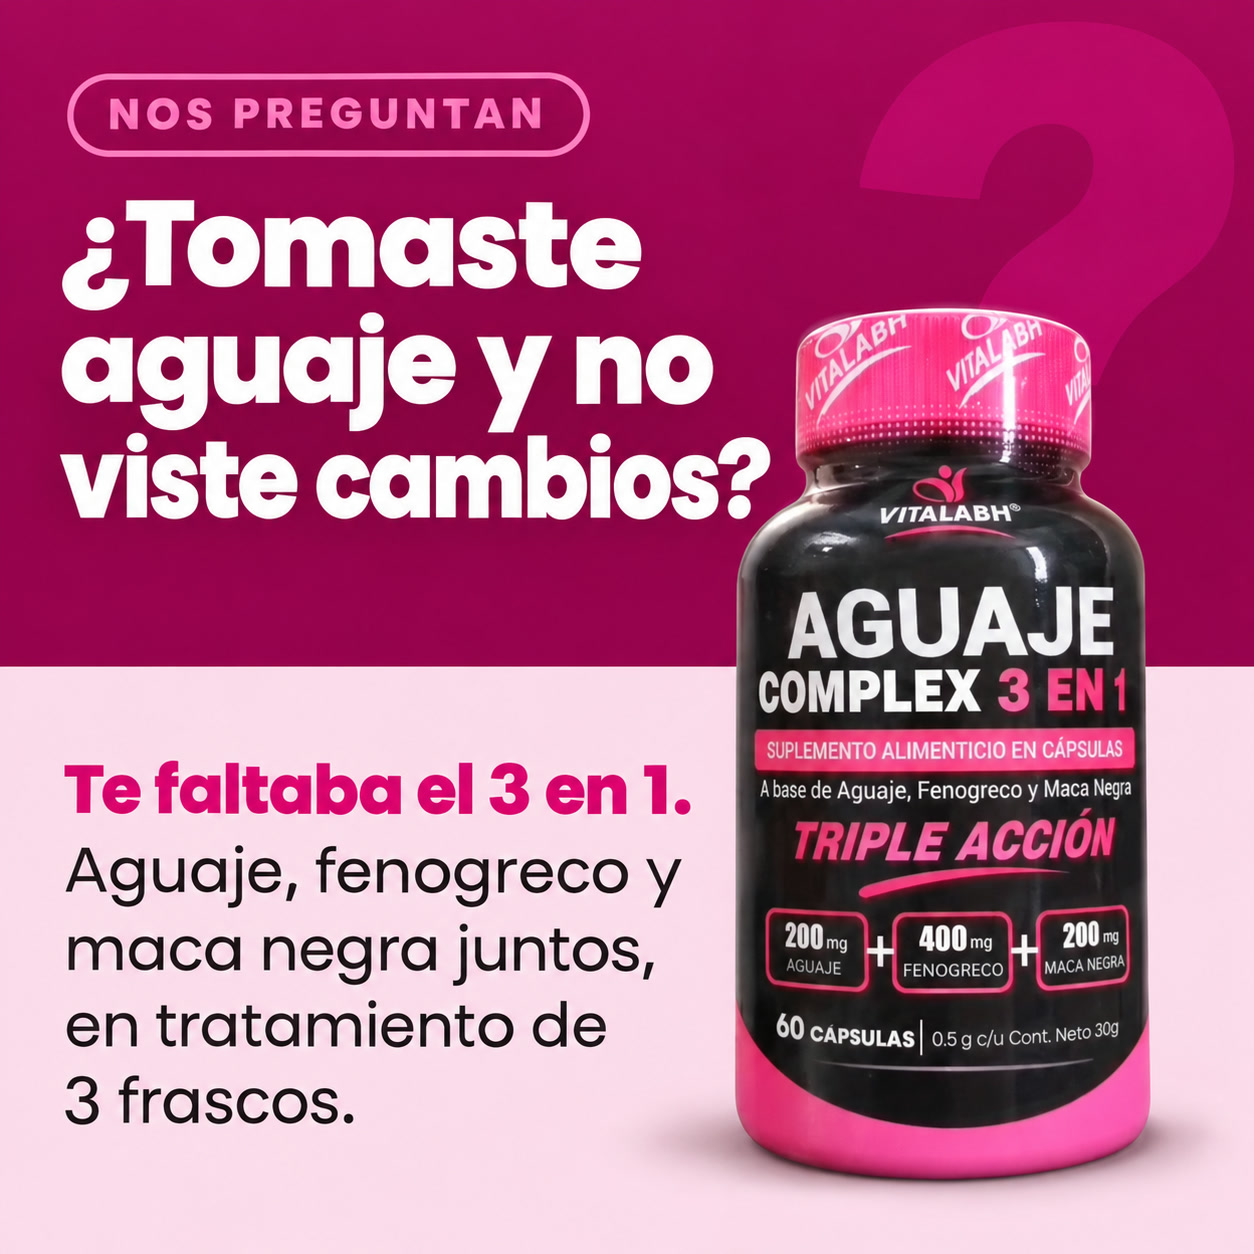 NOS PREGUNTAN
¿Tomaste
aguaje y no
viste cambios?
Te faltaba el 3 en 1.
Aguaje, fenogreco y
maca negra juntos,
en tratamiento de
3 frascos.
VITALABH
VITALABH
VITALABH®
AGUAJE
COMPLEX 3 EN 1
SUPLEMENTO ALIMENTICIO EN CÁPSULAS
A base de Aguaje, Fenogreco y Maca Negra
TRIPLE ACCIÓN
200 mg + 400 mg + 200 mg
AGUAJE FENOGRECO MACA NEGRA
60 CÁPSULAS | 0.5 g c/u Cont. Neto 30g